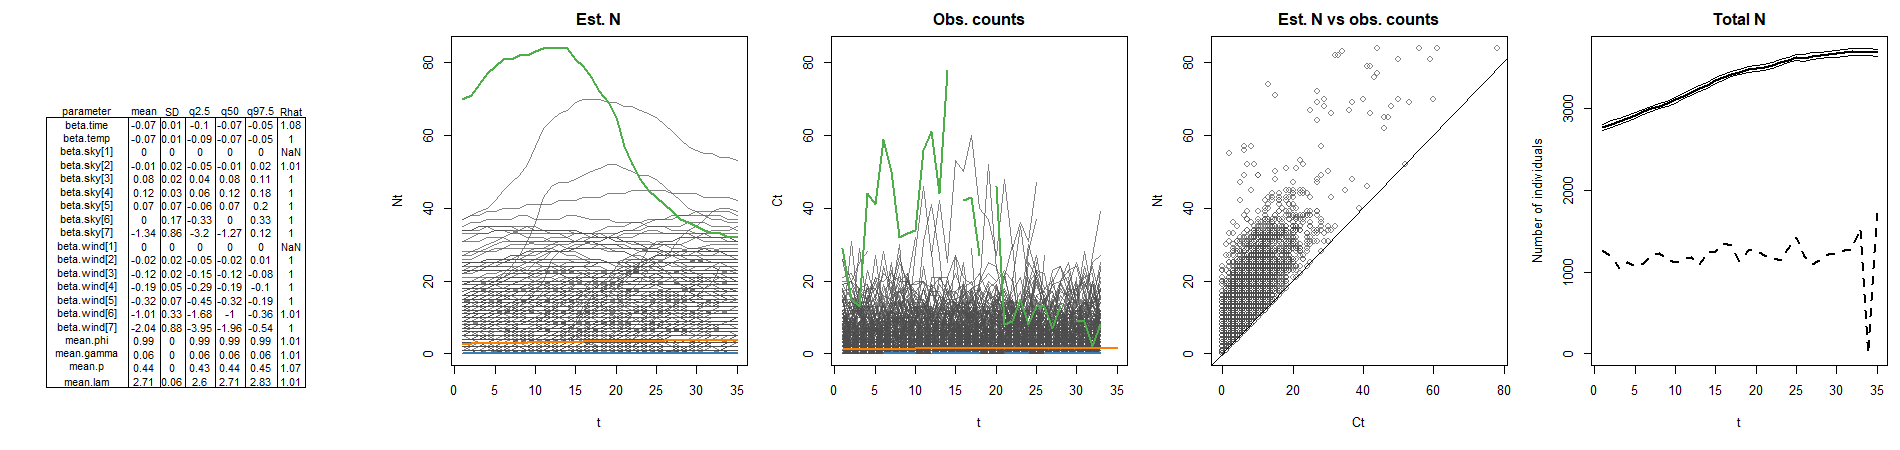 parameter mean SD q2.5 q50 q97.5 Rhat
beta.time -0.07 0.01 -0.1 -0.07 -0.05 1.08
beta.temp -0.07 0.01 -0.09 -0.07 -0.05 1
beta.sky[1] 0 0 0 0 0 NaN
beta.sky[2] -0.01 0.02 -0.05 -0.01 0.02 1.01
beta.sky[3] 0.08 0.02 0.04 0.08 0.11 1
beta.sky[4] 0.12 0.03 0.06 0.12 0.18 1
beta.sky[5] 0.07 0.07 -0.06 0.07 0.2 1
beta.sky[6] 0 0.17 -0.33 0 0.33 1
beta.sky[7] -1.34 0.86 -3.2 -1.27 0.12 1
beta.wind[1] 0 0 0 0 0 NaN
beta.wind[2] -0.02 0.02 -0.05 -0.02 0.01 1
beta.wind[3] -0.12 0.02 -0.15 -0.12 -0.08 1
beta.wind[4] -0.19 0.05 -0.29 -0.19 -0.1 1
beta.wind[5] -0.32 0.07 -0.45 -0.32 -0.19 1
beta.wind[6] -1.01 0.33 -1.68 -1 -0.36 1.01
beta.wind[7] -2.04 0.88 -3.95 -1.96 -0.54 1
mean.phi 0.99 0 0.99 0.99 0.99 1.01
mean.gamma 0.06 0 0.06 0.06 0.06 1.01
mean.p 0.44 0 0.43 0.44 0.45 1.07
mean.lam 2.71 0.06 2.6 2.71 2.83 1.01
Est. N
Nt
80
60
40
20
0
0 5 10 15 20 25 30 35
t
Obs. counts
Ct
80
60
40
20
0
0 5 10 15 20 25 30 35
t
Est. N vs obs. counts
Nt
80
60
40
20
0
0 20 40 60 80
Ct
Total N
Number of individuals
3000
2000
1000
0
0 5 10 15 20 25 30 35
t